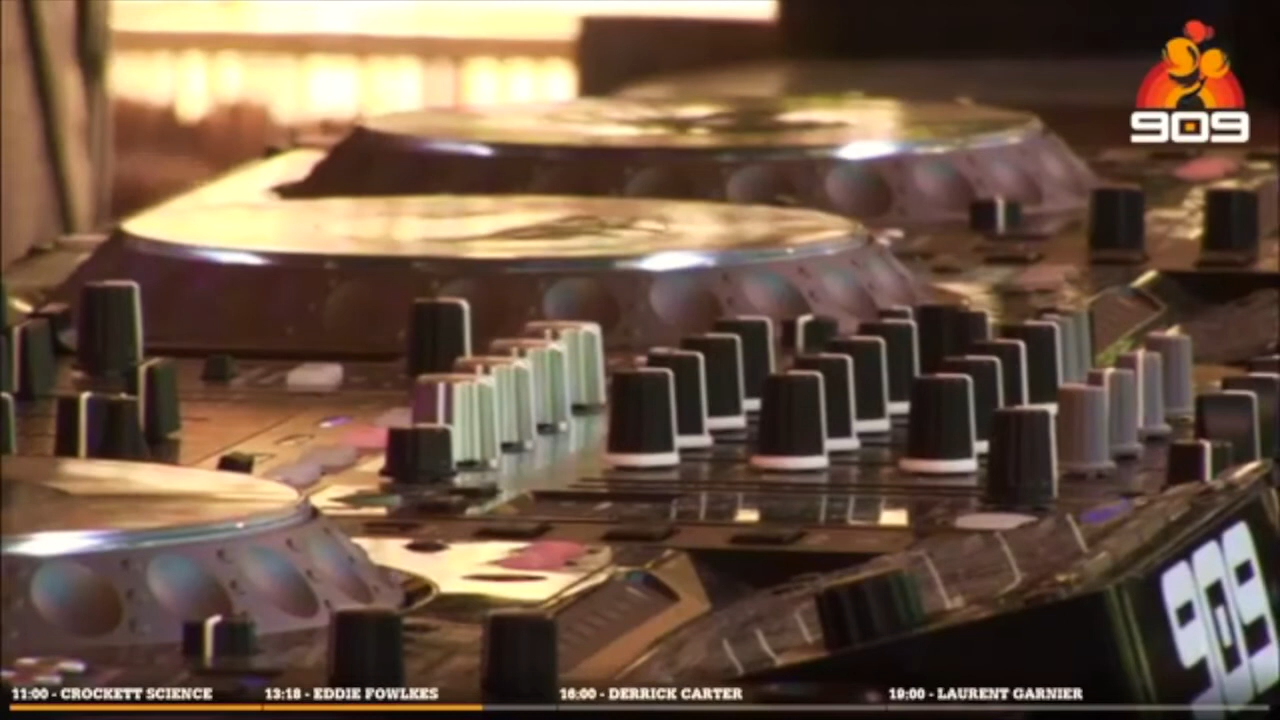 909
11:00 - CROCKETT SCIENCE
13:18 - EDDIE FOWLKES
16:00 - DERRICK CARTER
19:00 - LAURENT GARNIER
909